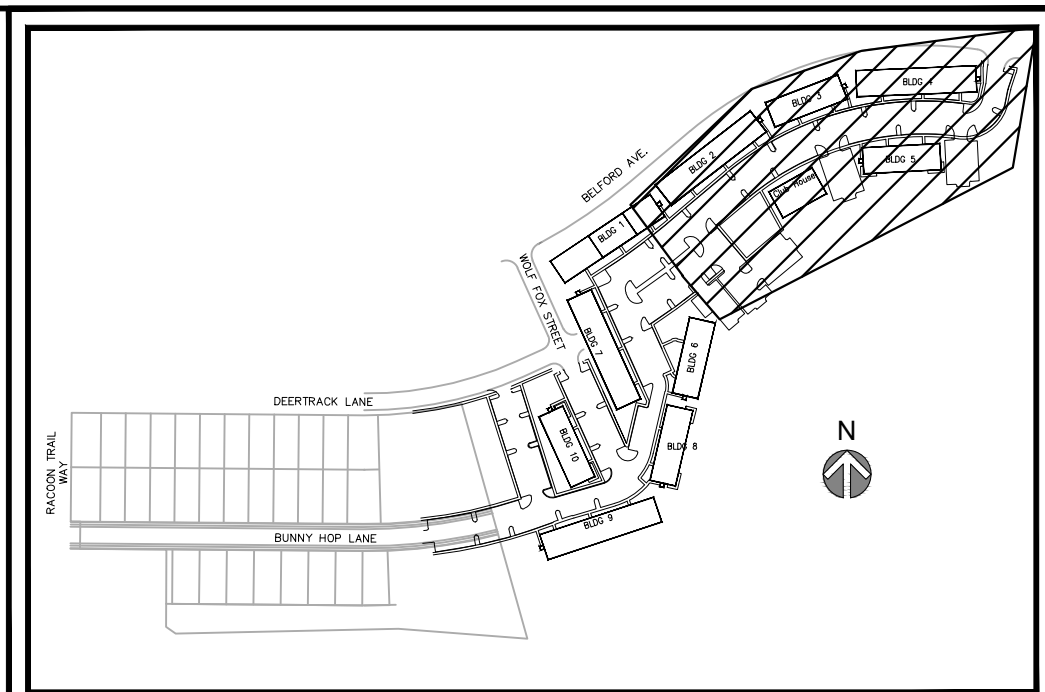 BLDG 4
BLDG 3
BLDG 2
BLDG 5
Club House
BELFORD AVE.
BLDG 1
WOLF FOX STREET
BLDG 7
BLDG 6
DEERTRACK LANE
N
BLDG 10
BLDG 8
RACOON TRAIL
WAY
BLDG 9
BUNNY HOP LANE